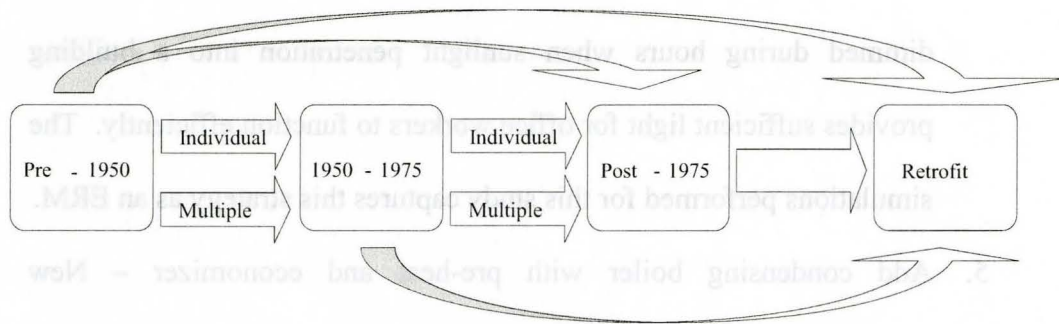 dimmed during hours when sunlight penetration into a building
Individual Individual
provides sufficient light for office workers to function efficiently. The
Pre - 1950 1950 - 1975 Post - 1975 Retrofit
Multiple Multiple
simulations performed for this study captures this strategy as an ERM.
5. Add condensing boiler with pre-heat and economizer – New